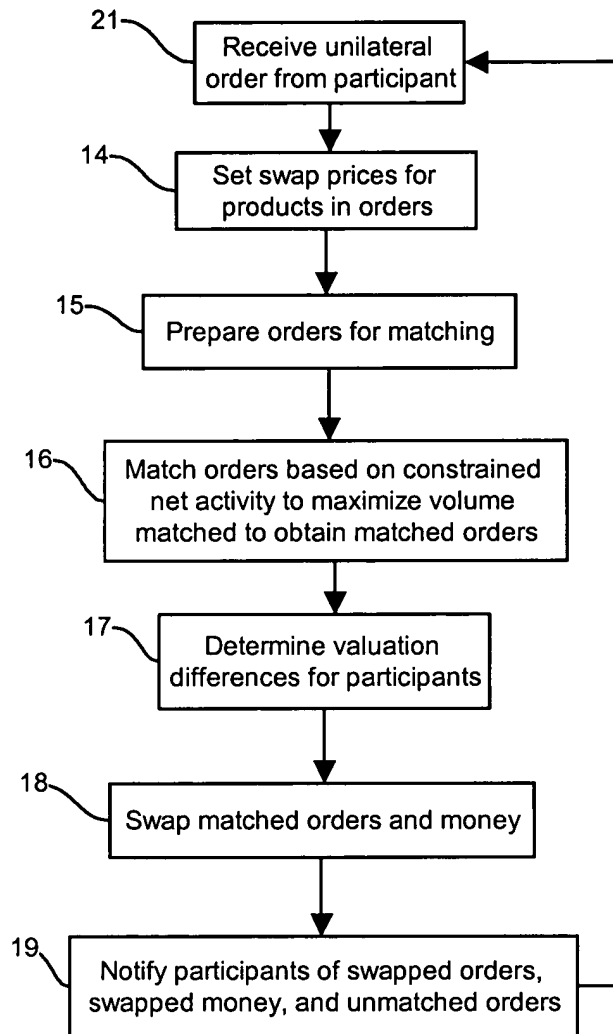 21
Receive unilateral
order from participant
14
Set swap prices for
products in orders
15
Prepare orders for matching
16
Match orders based on constrained
net activity to maximize volume
matched to obtain matched orders
17
Determine valuation
differences for participants
18
Swap matched orders and money
19
Notify participants of swapped orders,
swapped money, and unmatched orders